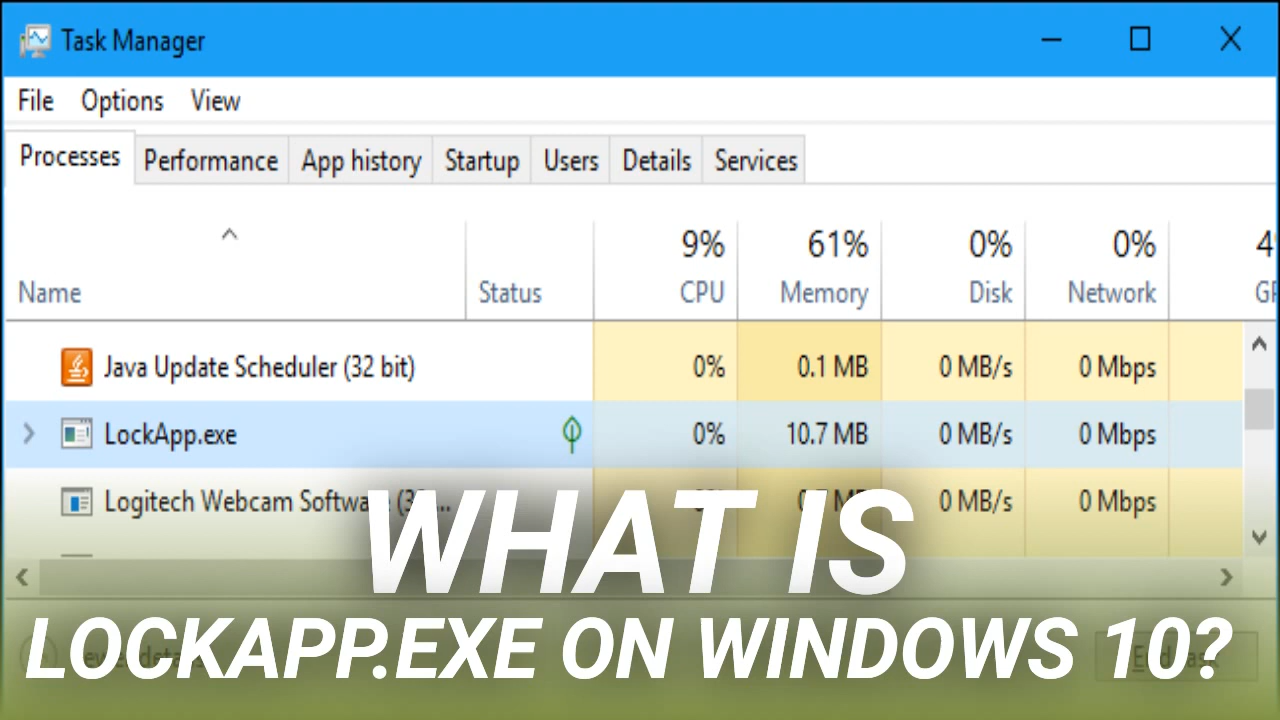 Task Manager
File Options View
Processes Performance App history Startup Users Details Services
9% 61% 0% 0%
Name Status CPU Memory Disk Network
Java Update Scheduler (32 bit) 0% 0.1 MB 0 MB/s 0 Mbps
LockApp.exe 0% 10.7 MB 0 MB/s 0 Mbps
Logitech Webcam 0 MB/s 0 Mbps
WHAT IS
LOCKAPP.EXE ON WINDOWS 10?